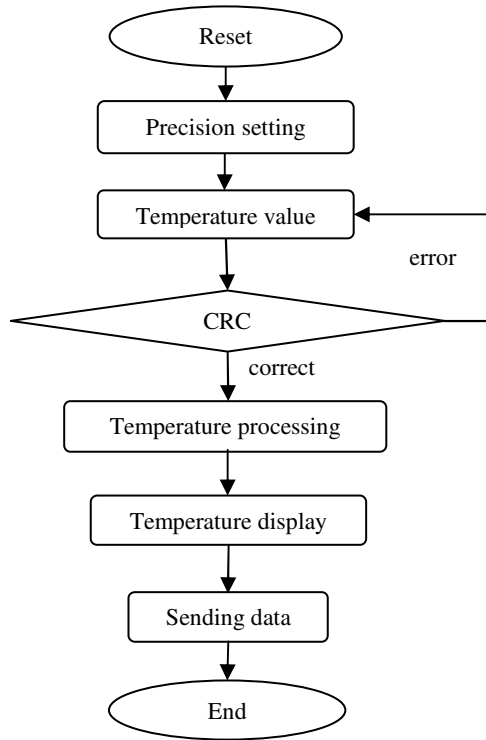 Reset
Precision setting
Temperature value
error
CRC
correct
Temperature processing
Temperature display
Sending data
End